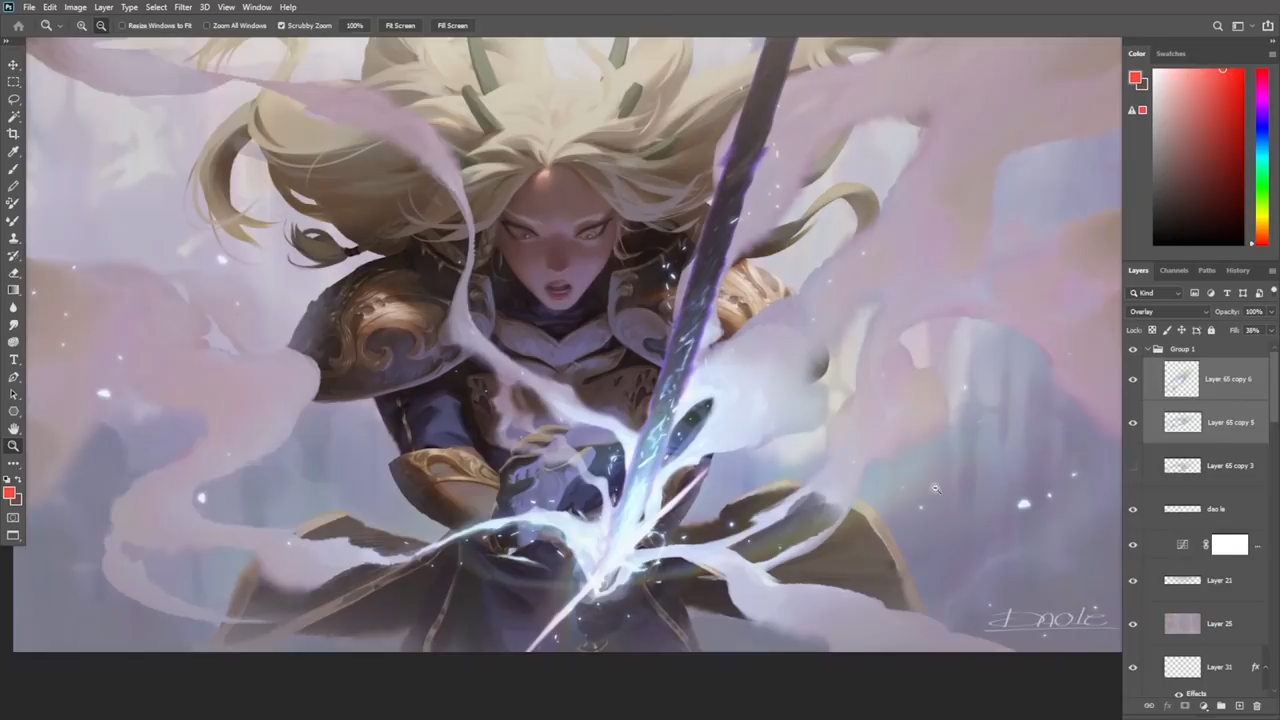 Ps File Edit Image Layer Type Select Filter 3D View Window Help
Resize Windows to Fit Zoom All Windows Scrubby Zoom 100% Fit Screen Fill Screen
Color Swatches
Layers Channels Paths History
Kind
Overlay Opacity: 100%
Lock: Fill: 38%
Group 1
Layer 65 copy 6
Layer 65 copy 5
Layer 65 copy 3
dao le
...
Layer 21
Layer 25
Layer 31 fx
Effects
DAOLE